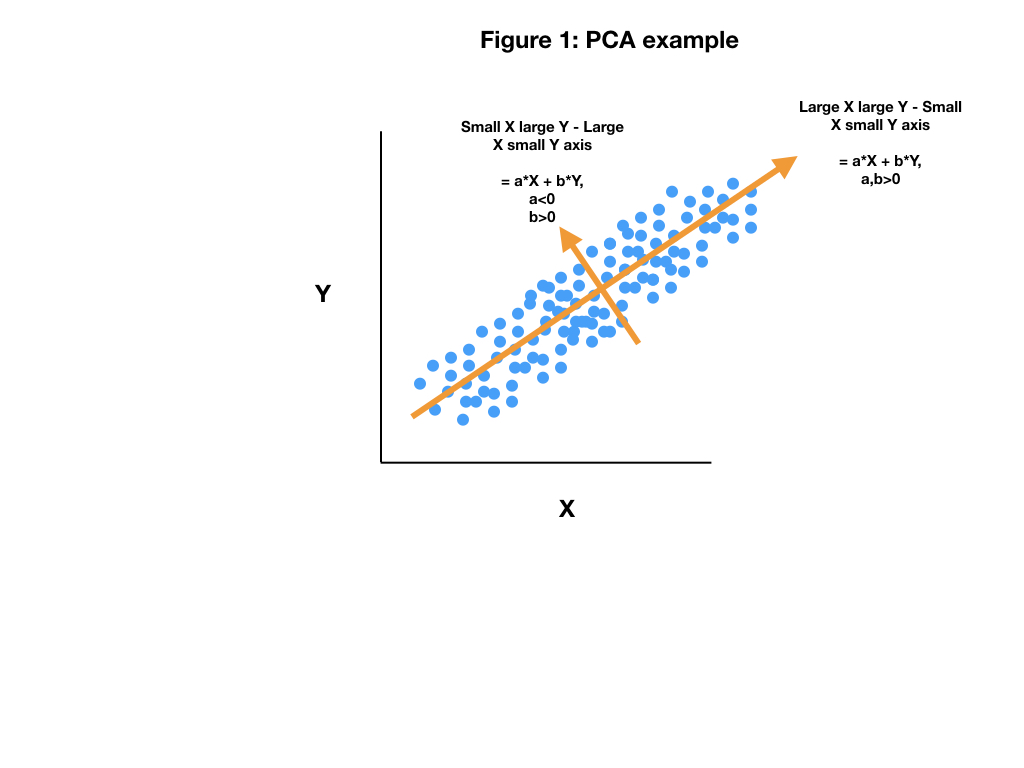 Figure 1: PCA example
Large X large Y - Small
X small Y axis
= a*X + b*Y,
a,b>0
Small X large Y - Large
X small Y axis
= a*X + b*Y,
a<0
b>0
Y
X